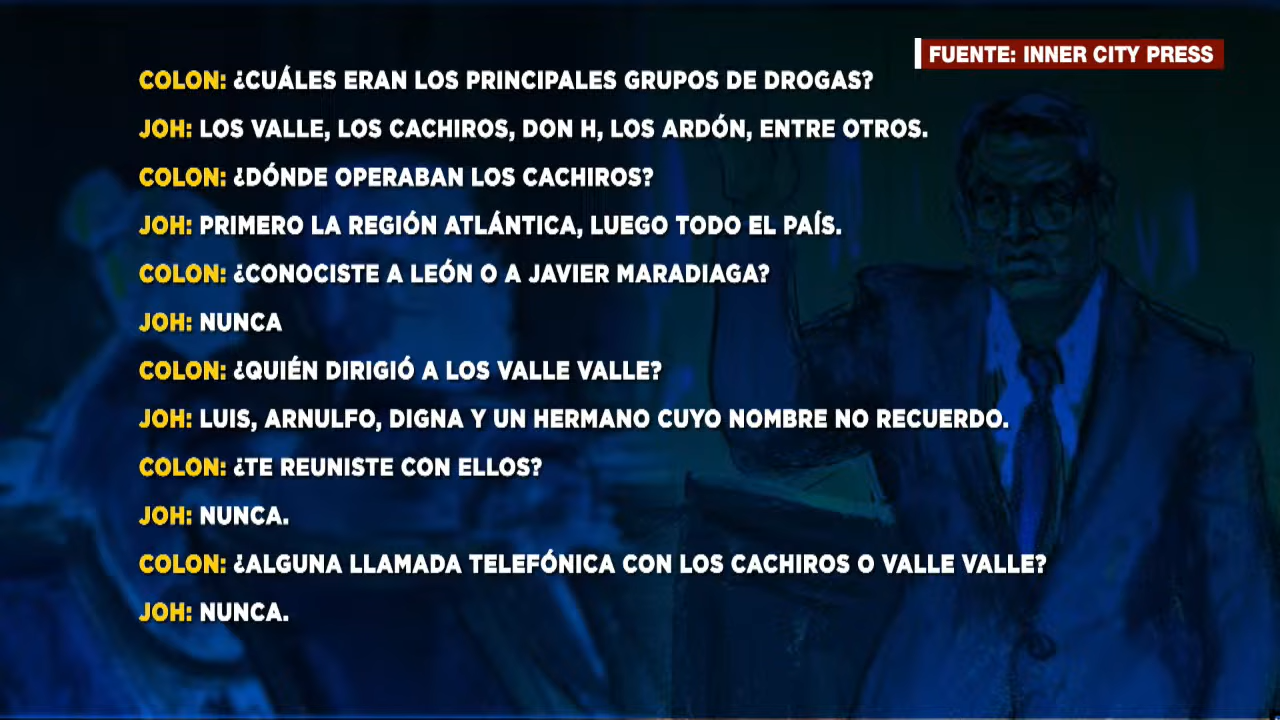 FUENTE: INNER CITY PRESS
COLON: ¿CUÁLES ERAN LOS PRINCIPALES GRUPOS DE DROGAS?
JOH: LOS VALLE, LOS CACHIROS, DON H, LOS ARDÓN, ENTRE OTROS.
COLON: ¿DÓNDE OPERABAN LOS CACHIROS?
JOH: PRIMERO LA REGIÓN ATLÁNTICA, LUEGO TODO EL PAÍS.
COLON: ¿CONOCISTE A LEÓN O A JAVIER MARADIAGA?
JOH: NUNCA
COLON: ¿QUIÉN DIRIGIÓ A LOS VALLE VALLE?
JOH: LUIS, ARNULFO, DIGNA Y UN HERMANO CUYO NOMBRE NO RECUERDO.
COLON: ¿TE REUNISTE CON ELLOS?
JOH: NUNCA.
COLON: ¿ALGUNA LLAMADA TELEFÓNICA CON LOS CACHIROS O VALLE VALLE?
JOH: NUNCA.